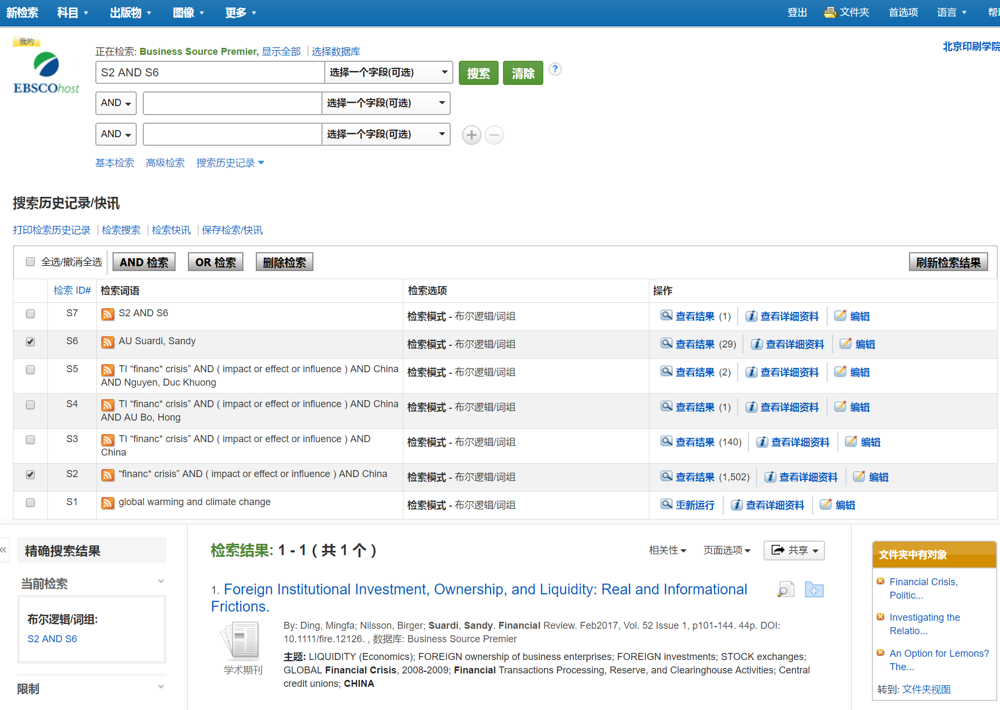 新检索 科目 出版物 图像 更多 登出 文件夹 首选项 语言
我的
EBSCOhost
北京印刷学院
正在检索: Business Source Premier, 显示全部 选择数据库
S2 AND S6 选择一个字段(可选) 搜索 清除 ?
AND 选择一个字段(可选)
AND 选择一个字段(可选)
基本检索 高级检索 搜索历史记录
搜索历史记录/快讯
打印检索历史记录 检索搜索 检索快讯 保存检索/快讯
全选/撤消全选 AND 检索 OR 检索 删除检索 刷新检索结果
检索 ID# 检索词语 检索选项 操作
S7 S2 AND S6 检索模式 - 布尔逻辑/词组 查看结果 (1) 查看详细资料 编辑
S6 AU Suardi, Sandy 检索模式 - 布尔逻辑/词组 查看结果 (29) 查看详细资料 编辑
S5 TI “financ* crisis” AND ( impact or effect or influence ) AND China
AND Nguyen, Duc Khuong 检索模式 - 布尔逻辑/词组 查看结果 (2) 查看详细资料 编辑
S4 TI “financ* crisis” AND ( impact or effect or influence ) AND China
AND AU Bo, Hong 检索模式 - 布尔逻辑/词组 查看结果 (1) 查看详细资料 编辑
S3 TI “financ* crisis” AND ( impact or effect or influence ) AND
China 检索模式 - 布尔逻辑/词组 查看结果 (140) 查看详细资料 编辑
S2 “financ* crisis” AND ( impact or effect or influence ) AND China 检索模式 - 布尔逻辑/词组 查看结果 (1,502) 查看详细资料 编辑
S1 global warming and climate change 检索模式 - 布尔逻辑/词组 重新运行 查看详细资料 编辑
精确搜索结果
当前检索
布尔逻辑/词组:
S2 AND S6
限制
检索结果: 1 - 1 ( 共 1 个 ) 相关性 页面选项 共享
1. Foreign Institutional Investment, Ownership, and Liquidity: Real and Informational
Frictions.
学术期刊
By: Ding, Mingfa; Nilsson, Birger; Suardi, Sandy. Financial Review. Feb2017, Vol. 52 Issue 1, p101-144. 44p. DOI:
10.1111/fire.12126. , 数据库: Business Source Premier
主题: LIQUIDITY (Economics); FOREIGN ownership of business enterprises; FOREIGN investments; STOCK exchanges;
GLOBAL Financial Crisis, 2008-2009; Financial Transactions Processing, Reserve, and Clearinghouse Activities; Central
credit unions; CHINA
文件夹中有对象
Financial Crisis,
Politic...
Investigating the
Relatio...
An Option for Lemons?
The...
转到: 文件夹视图